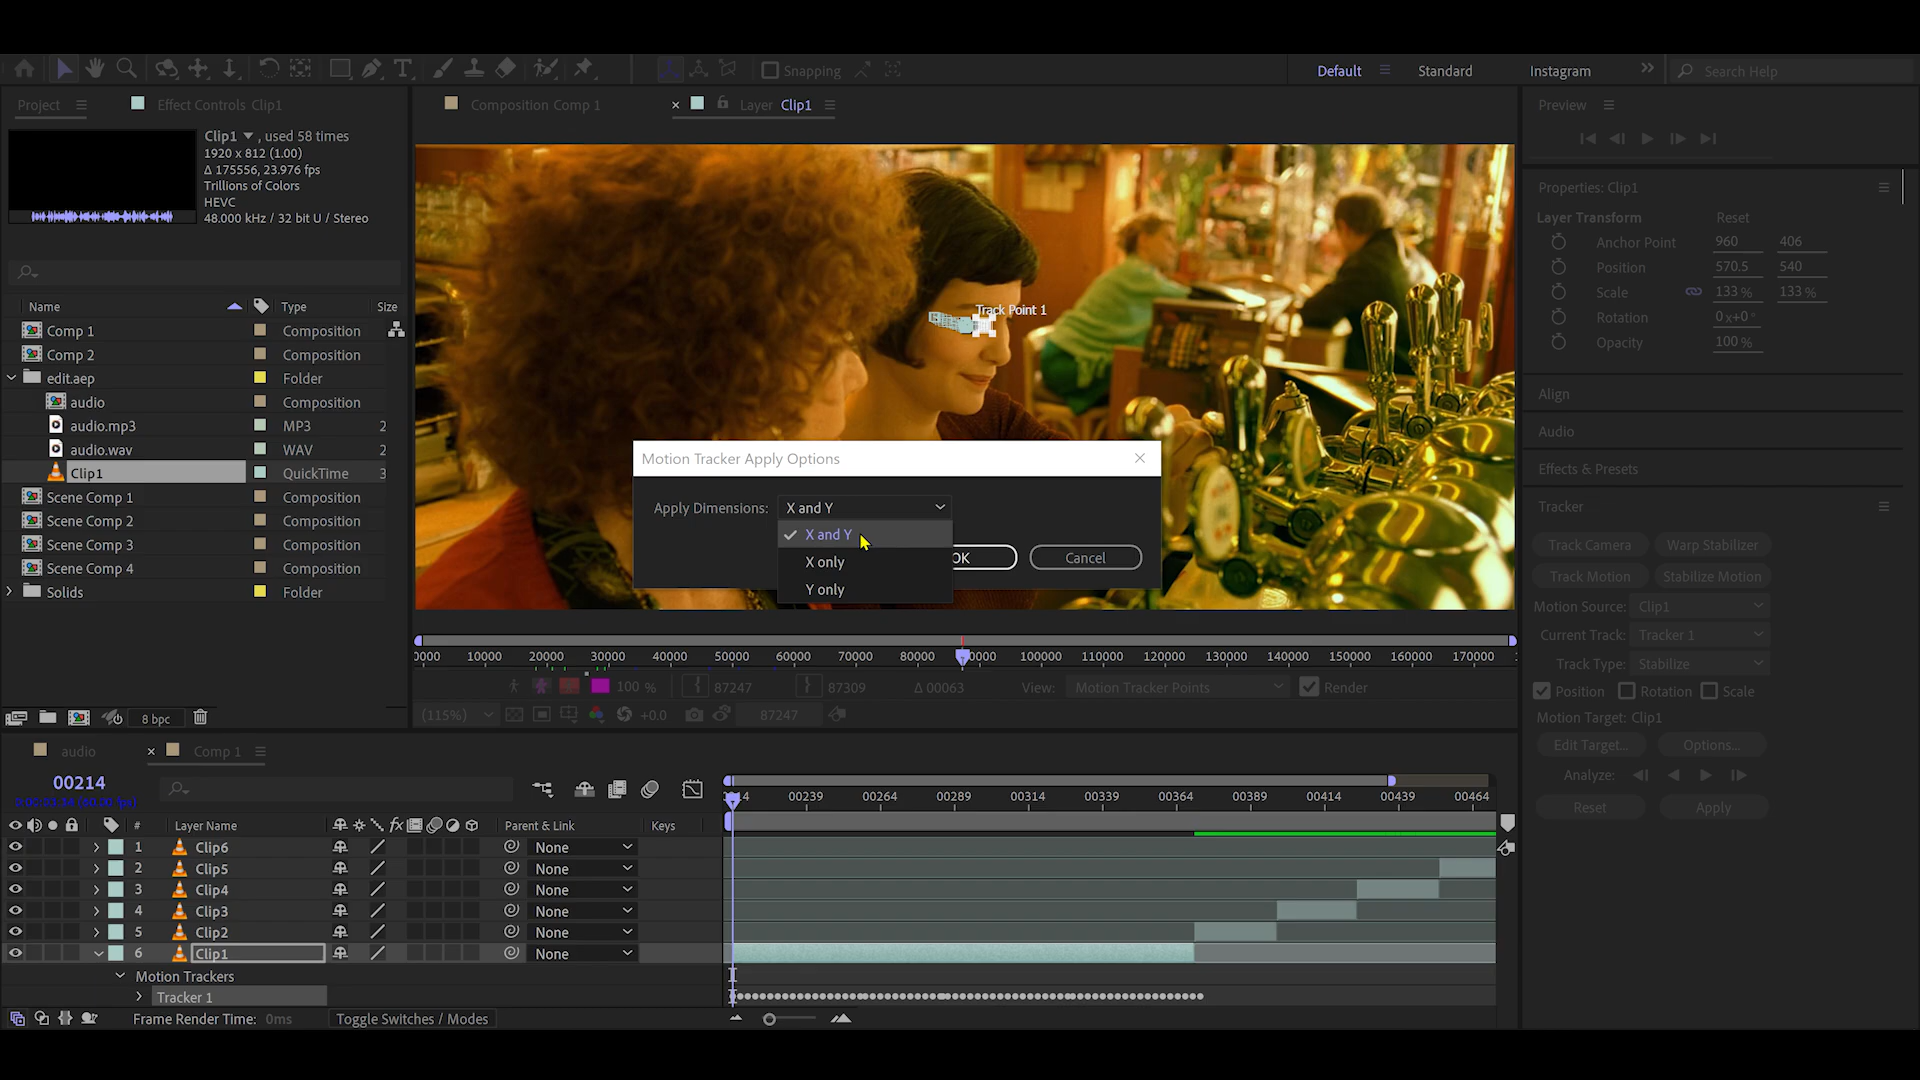 Snapping
Default
Standard
Instagram
Search Help
Project
Effect Controls Clip1
Composition Comp 1
Layer Clip1
Preview
Clip1 , used 58 times
1920 x 812 (1.00)
Δ 175556, 23.976 fps
Trillions of Colors
HEVC
48.000 kHz / 32 bit U / Stereo
Name Type Size
Comp 1 Composition
Comp 2 Composition
edit.aep Folder
audio Composition
audio.mp3 MP3 2
audio.wav WAV 2
Clip1 QuickTime 3
Scene Comp 1 Composition
Scene Comp 2 Composition
Scene Comp 3 Composition
Scene Comp 4 Composition
Solids Folder
8 bpc
Track Point 1
Motion Tracker Apply Options
Apply Dimensions: X and Y
X and Y
X only
Y only
OK
Cancel
0000 10000 20000 30000 40000 50000 60000 70000 80000 0000 100000 110000 120000 130000 140000 150000 160000 170000
100 % 87247 87309 Δ 00063 View: Motion Tracker Points Render
(115%) +0.0 87247
Properties: Clip1
Layer Transform Reset
Anchor Point 960 406
Position 570.5 540
Scale 133 % 133 %
Rotation 0 x+0 °
Opacity 100 %
Align
Audio
Effects & Presets
Tracker
Track Camera Warp Stabilizer
Track Motion Stabilize Motion
Motion Source: Clip1
Current Track: Tracker 1
Track Type: Stabilize
Position Rotation Scale
Motion Target: Clip1
Edit Target... Options...
Analyze:
Reset Apply
audio
Comp 1
00214
14 00239 00264 00289 00314 00339 00364 00389 00414 00439 00464
# Layer Name fx Parent & Link Keys
1 Clip6 None
2 Clip5 None
3 Clip4 None
4 Clip3 None
5 Clip2 None
6 Clip1 None
Motion Trackers
Tracker 1
Frame Render Time: 0ms
Toggle Switches / Modes